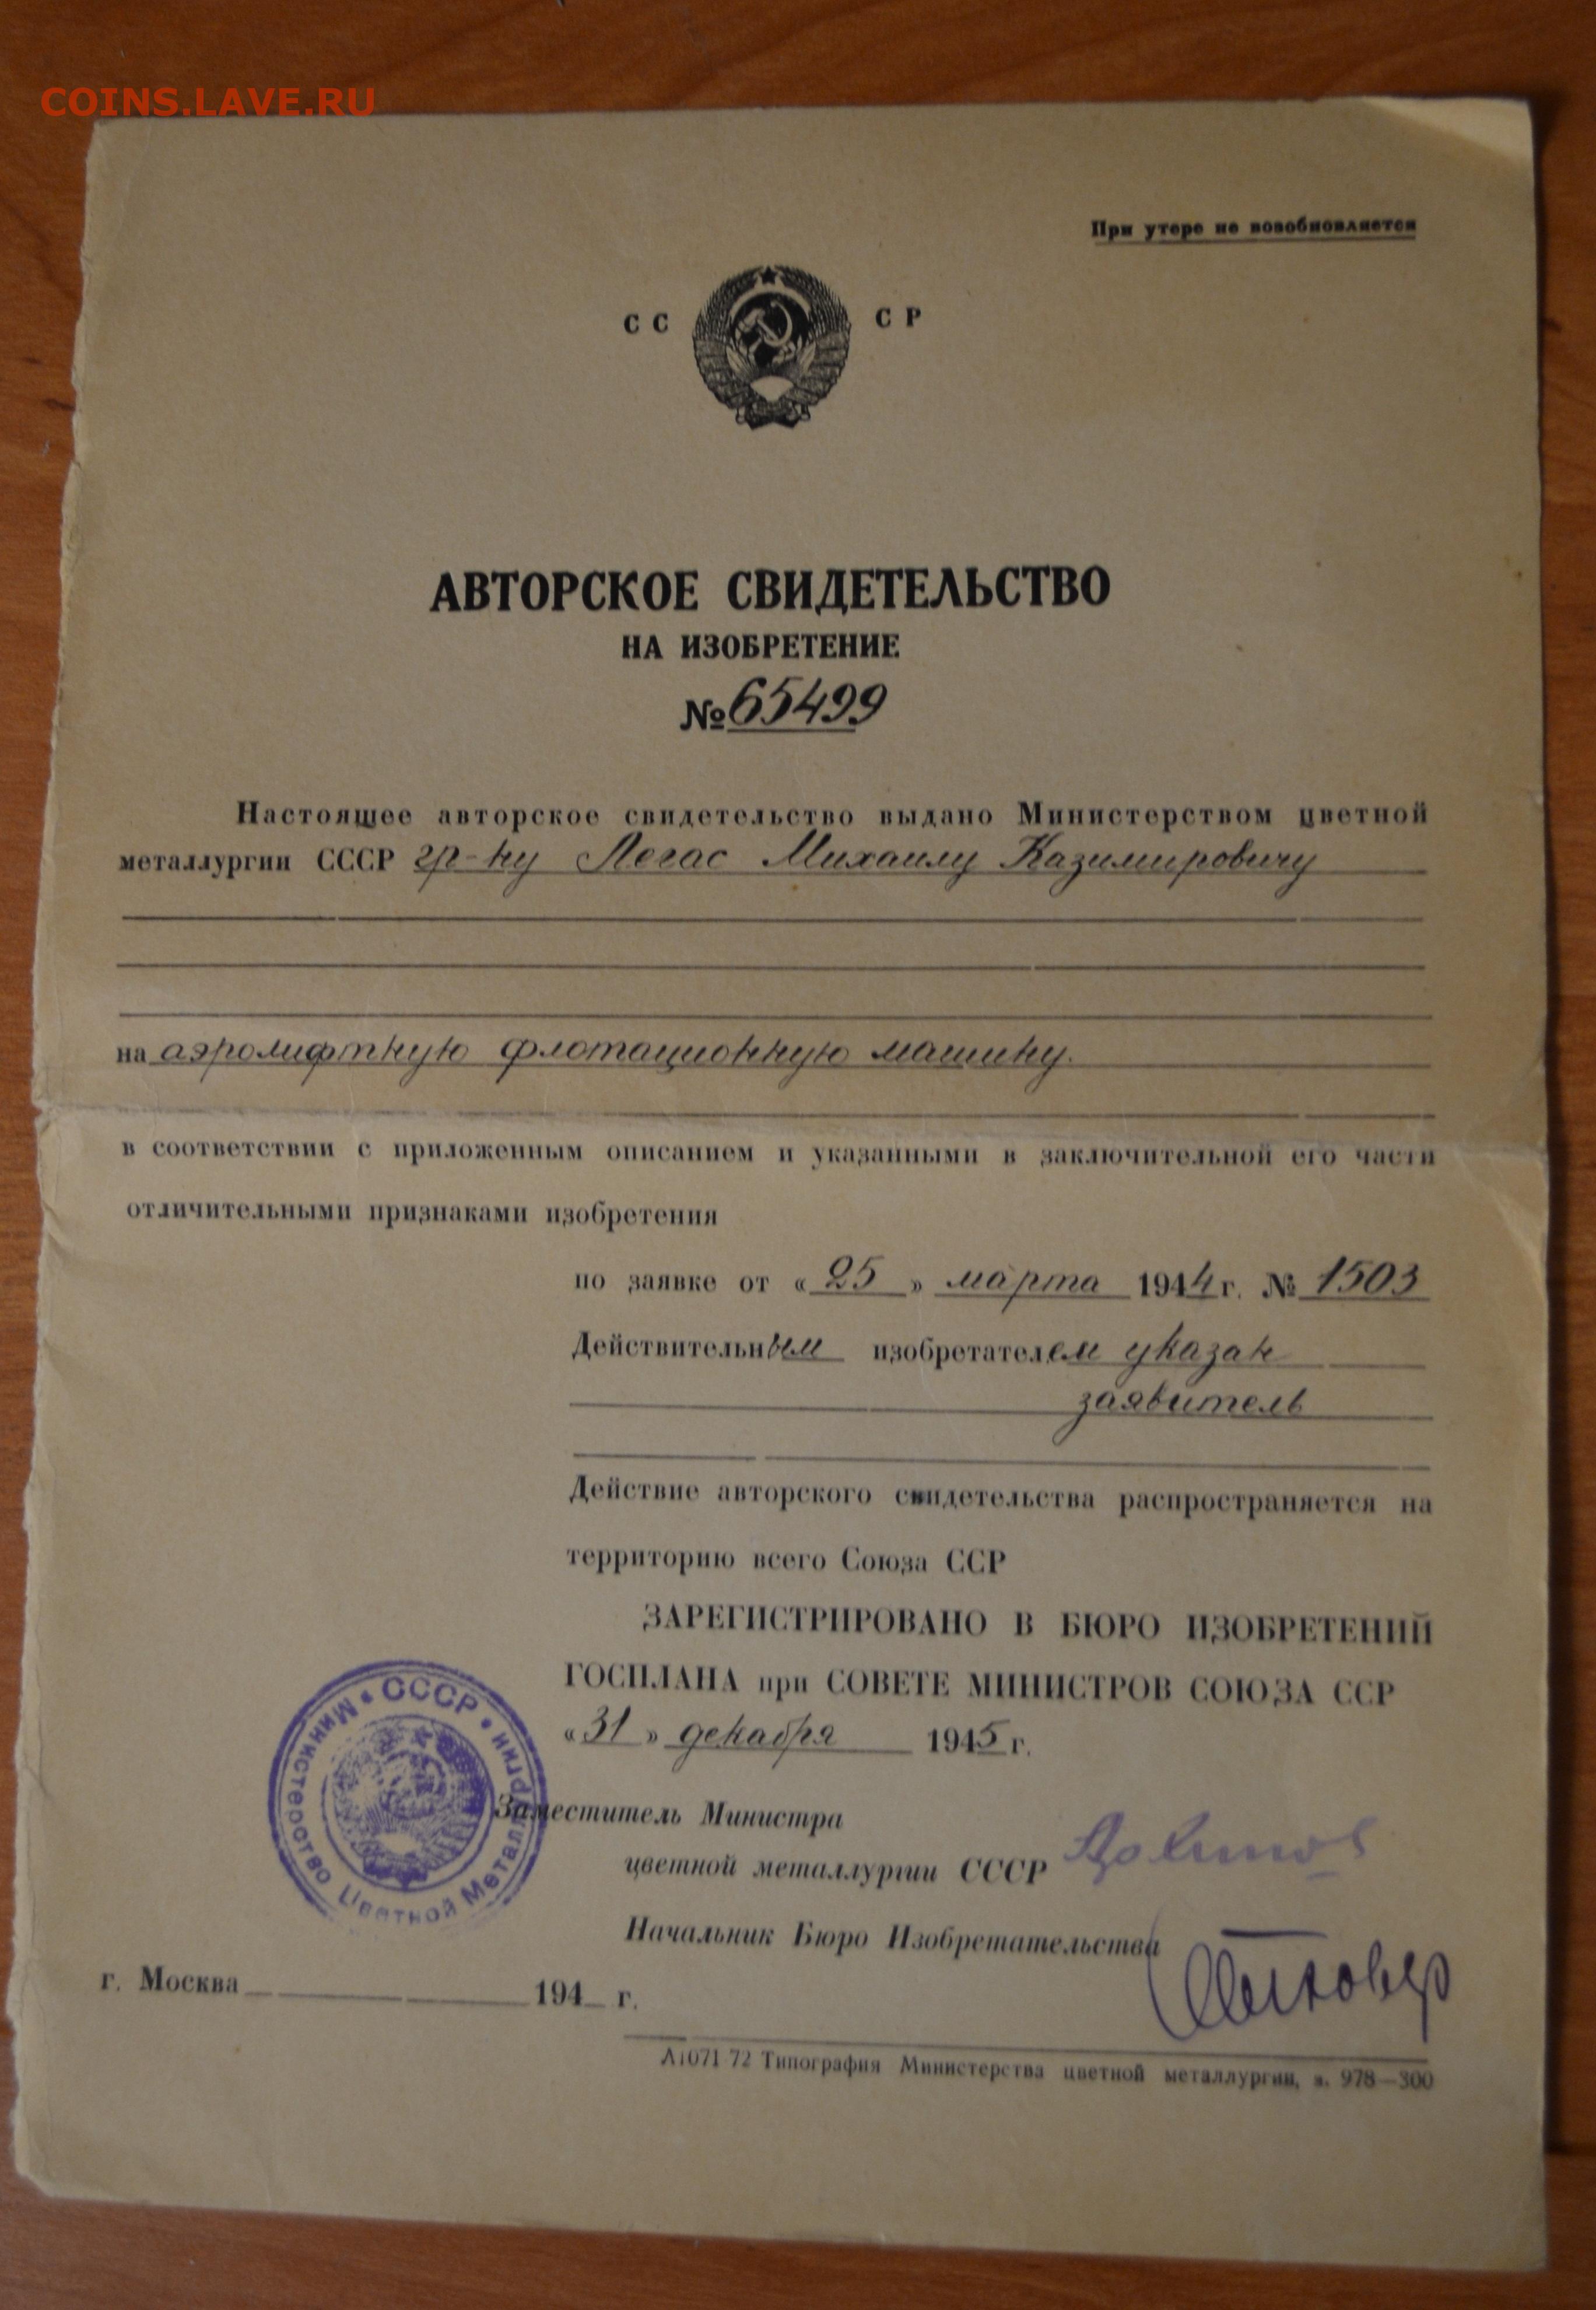 COINS.LAVE.RU
При утере не возобновляется
СС СР
АВТОРСКОЕ СВИДЕТЕЛЬСТВО
НА ИЗОБРЕТЕНИЕ
№ 65499
Настоящее авторское свидетельство выдано Министерством цветной
металлургии СССР гр-ну Легас Михаилу Казимировичу
на аэролифтную флотационную машину.
в соответствии с приложенным описанием и указанными в заключительной его части
отличительными признаками изобретения
по заявке от «25» марта 1944 г. № 1503
Действительным изобретателем указан
заявитель
Действие авторского свидетельства распространяется на
территорию всего Союза ССР
ЗАРЕГИСТРИРОВАНО В БЮРО ИЗОБРЕТЕНИЙ
ГОСПЛАНА при СОВЕТЕ МИНИСТРОВ СОЮЗА ССР
«31» декабря 1945 г.
СССР • Министерство Цветной Металлургии •
Заместитель Министра
цветной металлургии СССР
Начальник Бюро Изобретательства
г. Москва 194 г.
Л1071 72 Типография Министерства цветной металлургии, з. 978—300